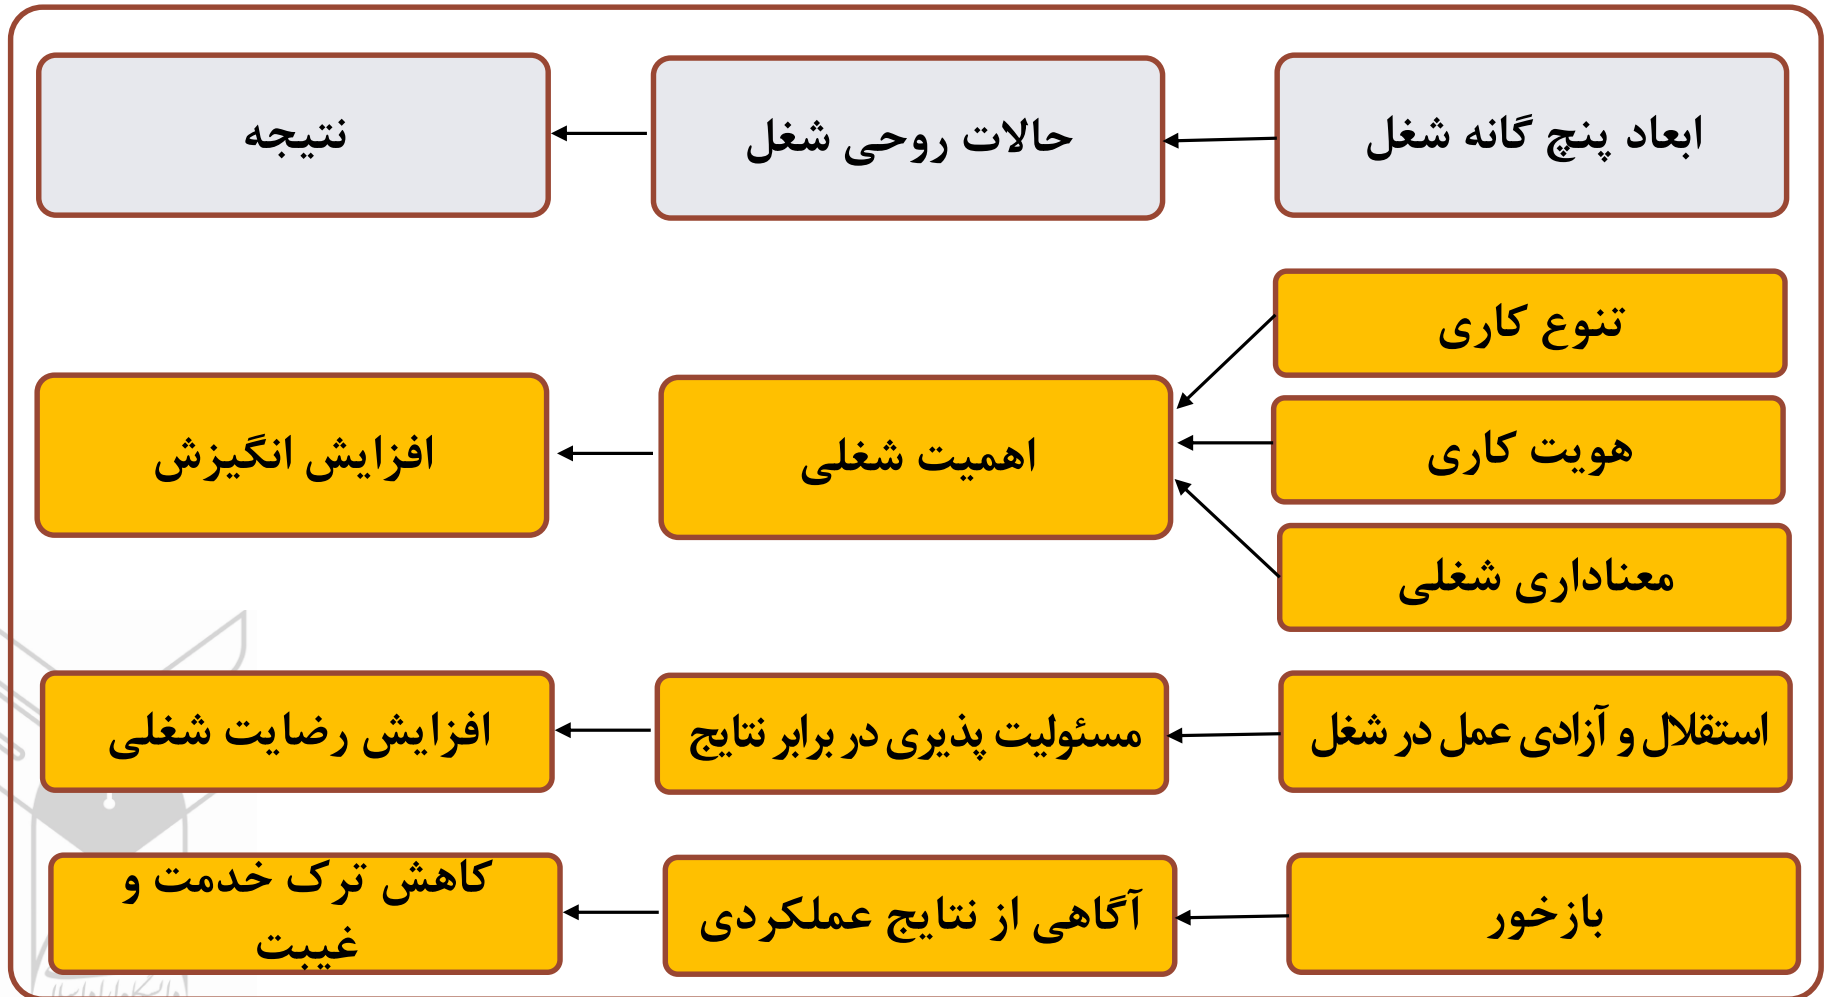 ابعاد پنچ گانه شغل
حالات روحی شغل
نتیجه
تنوع کاری
هویت کاری
معناداری شغلی
اهمیت شغلی
افزایش انگیزش
استقلال و آزادی عمل در شغل
مسئولیت پذیری در برابر نتایج
افزایش رضایت شغلی
بازخور
آگاهی از نتایج عملکردی
کاهش ترک خدمت و
غیبت